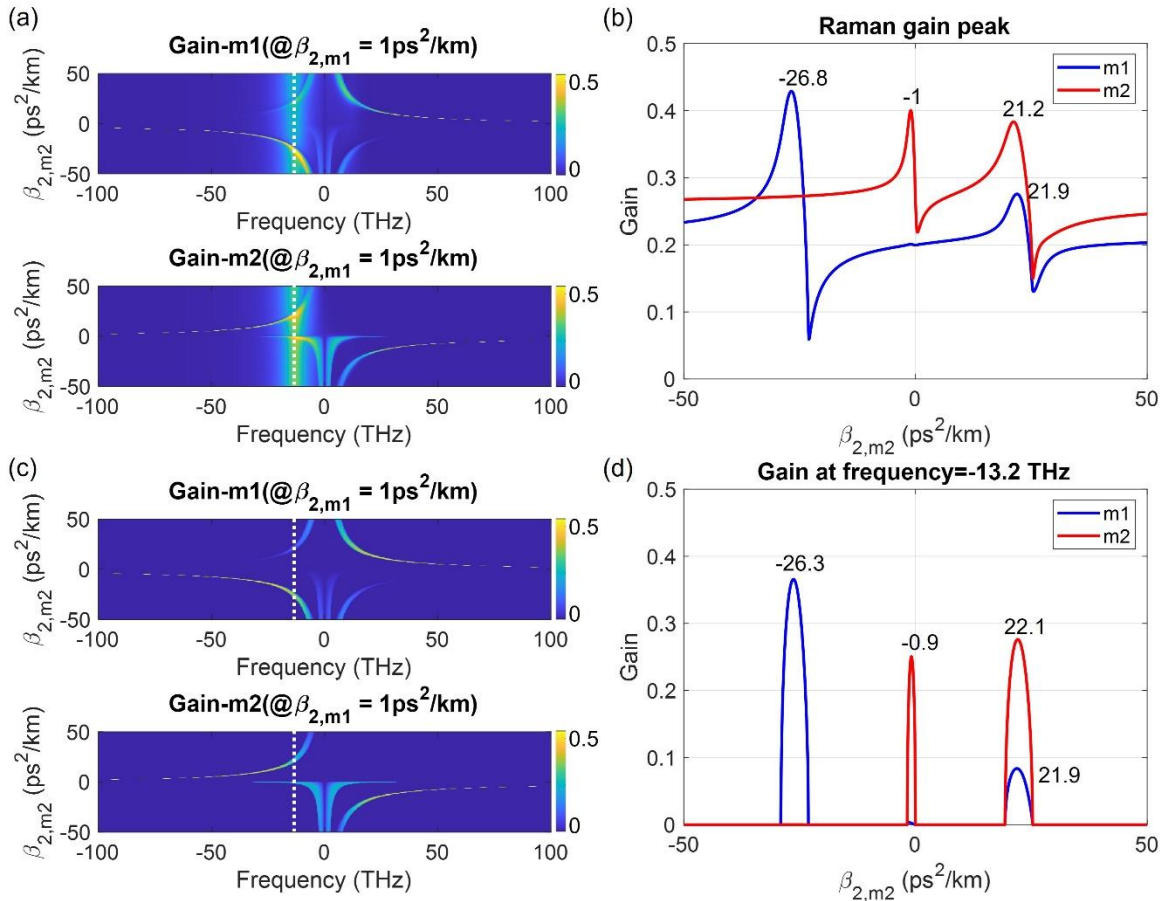 (a)
Gain-m1(@β2,m1 = 1ps²/km)
β2,m2 (ps²/km)
50
0
-50
0.5
0
-100 -50 0 50 100
Frequency (THz)
Gain-m2(@β2,m1 = 1ps²/km)
β2,m2 (ps²/km)
50
0
-50
0.5
0
-100 -50 0 50 100
Frequency (THz)
(b)
Raman gain peak
Gain
0.5
0.4
0.3
0.2
0.1
0
m1
m2
-26.8
-1
21.2
21.9
-50 0 50
β2,m2 (ps²/km)
(c)
Gain-m1(@β2,m1 = 1ps²/km)
β2,m2 (ps²/km)
50
0
-50
0.5
0
-100 -50 0 50 100
Frequency (THz)
Gain-m2(@β2,m1 = 1ps²/km)
β2,m2 (ps²/km)
50
0
-50
0.5
0
-100 -50 0 50 100
Frequency (THz)
(d)
Gain at frequency=-13.2 THz
Gain
0.5
0.4
0.3
0.2
0.1
0
m1
m2
-26.3
-0.9
22.1
21.9
-50 0 50
β2,m2 (ps²/km)